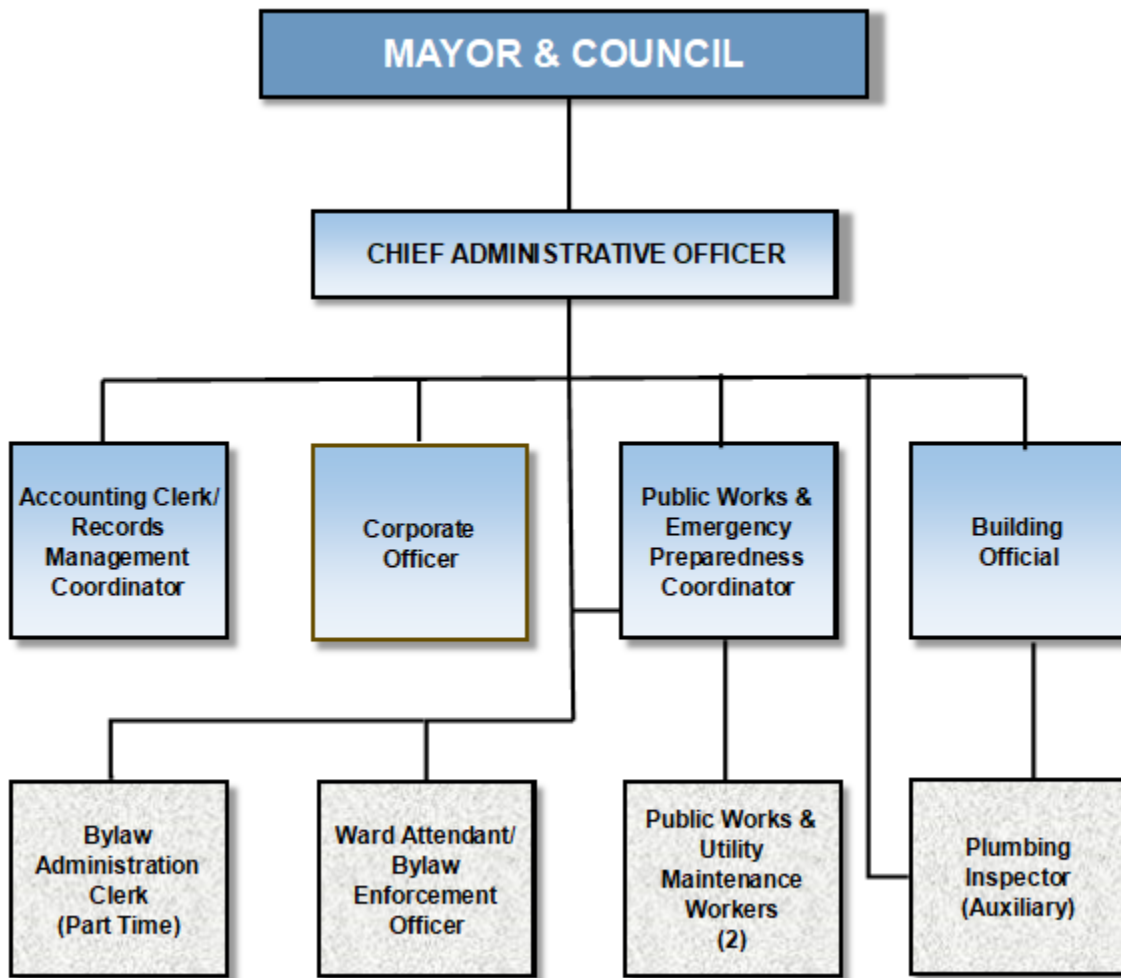 MAYOR & COUNCIL
CHIEF ADMINISTRATIVE OFFICER
Accounting Clerk/
Records
Management
Coordinator
Corporate
Officer
Public Works &
Emergency
Preparedness
Coordinator
Building
Official
Bylaw
Administration
Clerk
(Part Time)
Ward Attendant/
Bylaw
Enforcement
Officer
Public Works &
Utility
Maintenance
Workers
(2)
Plumbing
Inspector
(Auxiliary)